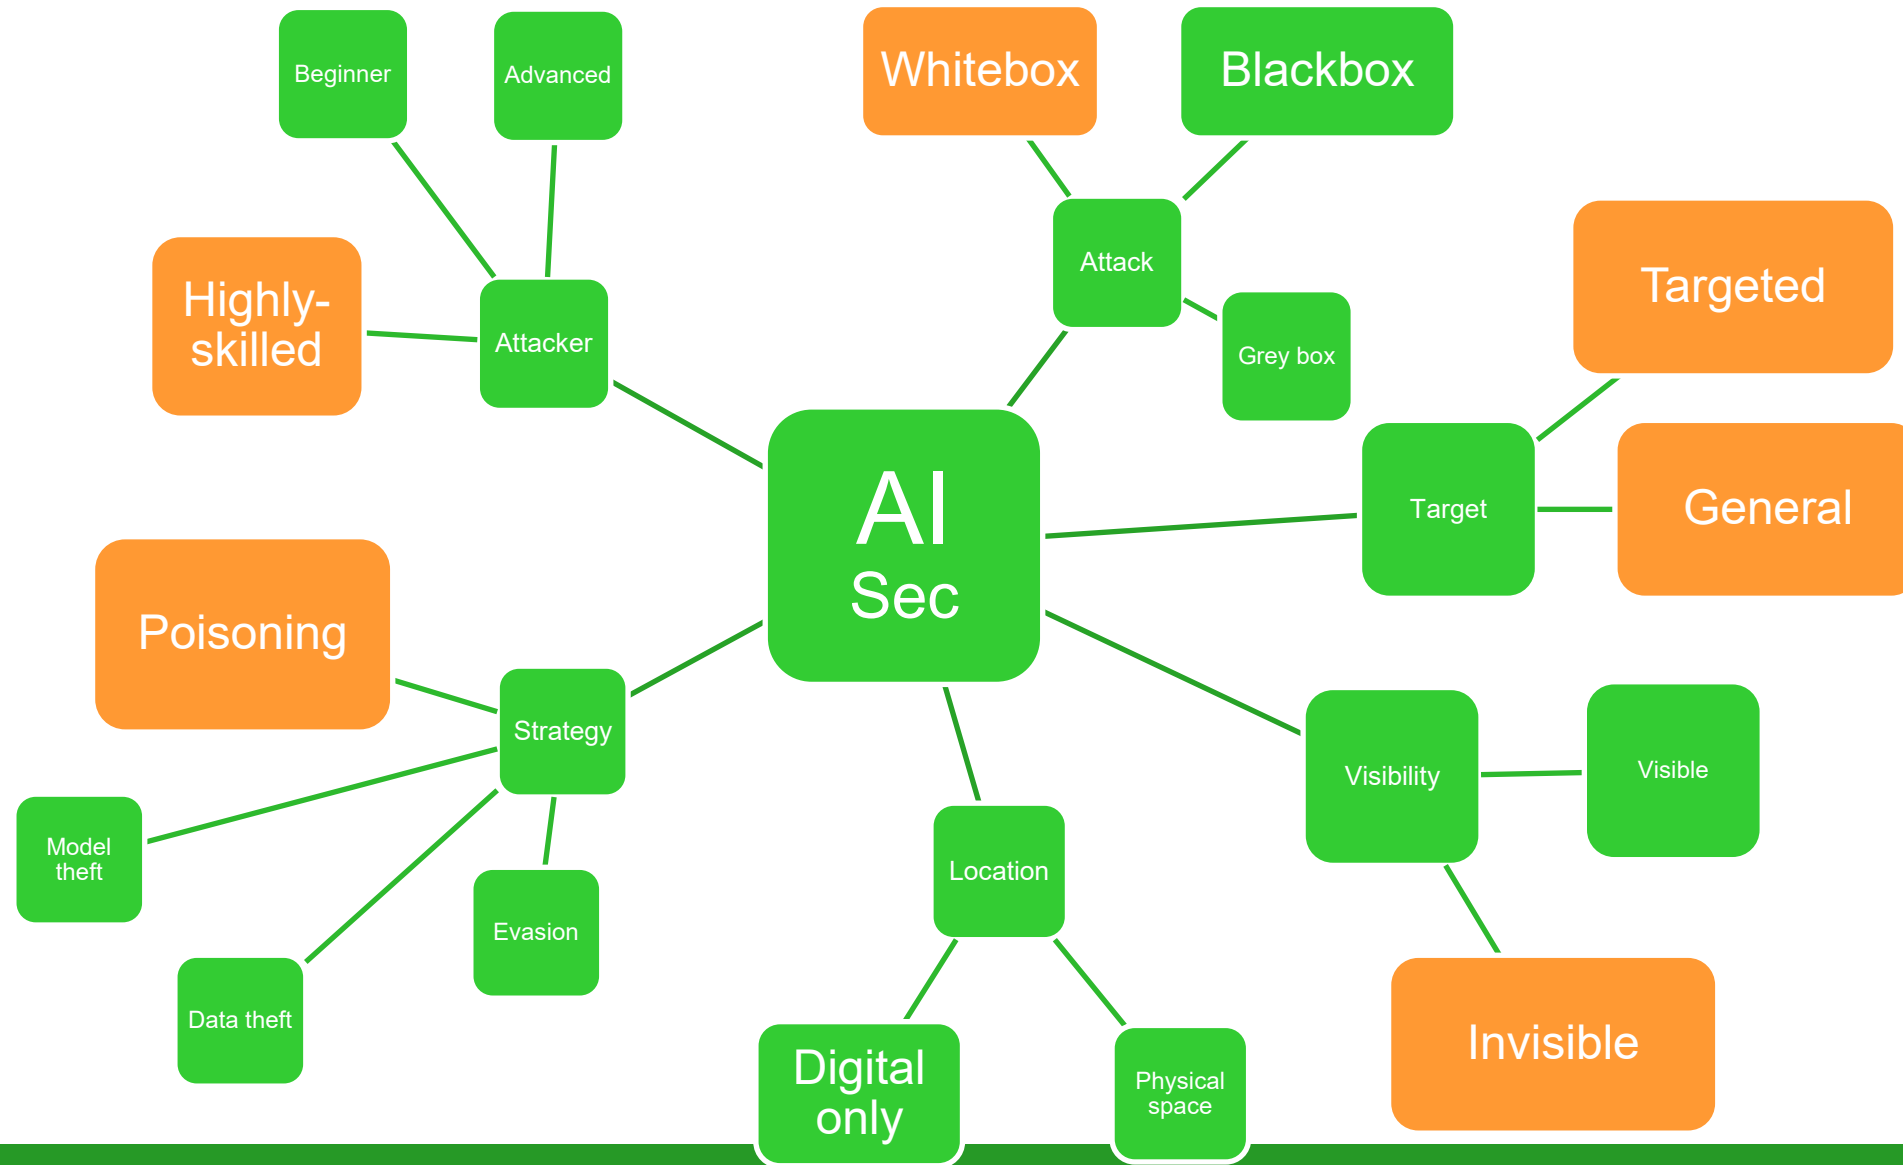 Beginner
Advanced
Whitebox
Blackbox
Highly-
skilled
Attacker
Attack
Grey box
Targeted
AI
Sec
Target
General
Poisoning
Strategy
Model
theft
Data theft
Evasion
Location
Digital
only
Physical
space
Visibility
Visible
Invisible